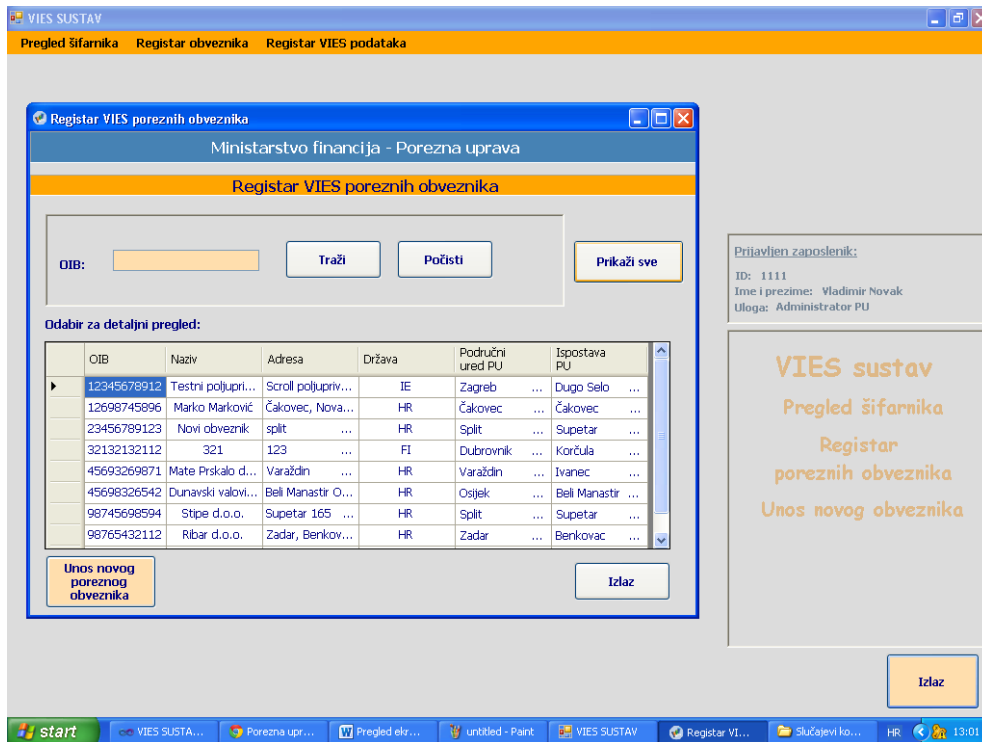 VIES SUSTAV
Pregled šifarnika Registar obveznika Registar VIES podataka
Registar VIES poreznih obveznika
Ministarstvo financija - Porezna uprava
Registar VIES poreznih obveznika
OIB:
Traži
Počisti
Prikaži sve
Odabir za detaljni pregled:
OIB Naziv Adresa Država Područni ured PU Ispostava PU
12345678912 Testni poljupri... Scroll poljupriv... IE Zagreb ... Dugo Selo ...
12698745896 Marko Marković Čakovec, Nova... HR Čakovec ... Čakovec ...
23456789123 Novi obveznik split ... HR Split ... Supetar ...
32132132112 321 123 ... FI Dubrovnik ... Korčula ...
45693269871 Mate Prskalo d... Varaždin ... HR Varaždin ... Ivanec ...
45698326542 Dunavski valovi... Beli Manastir O... HR Osijek ... Beli Manastir ...
98745698594 Stipe d.o.o. Supetar 165 ... HR Split ... Supetar ...
98765432112 Ribar d.o.o. Zadar, Benkov... HR Zadar ... Benkovac ...
Unos novog
poreznog
obveznika
Izlaz
Prijavljen zaposlenik:
ID: 1111
Ime i prezime: Vladimir Novak
Uloga: Administrator PU
VIES sustav
Pregled šifarnika
Registar
poreznih obveznika
Unos novog obveznika
Izlaz
start VIES SUSTA... Porezna upr... Pregled ekr... untitled - Paint VIES SUSTAV Registar VI... Slučajevi ko... HR 13:01